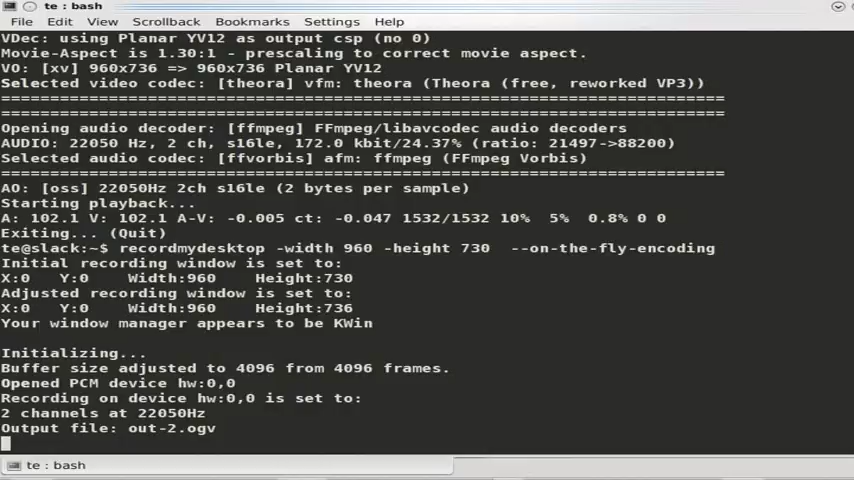 te : bash
File Edit View Scrollback Bookmarks Settings Help
VDec: using Planar YV12 as output csp (no 0)
Movie-Aspect is 1.30:1 - prescaling to correct movie aspect.
VO: [xv] 960x736 => 960x736 Planar YV12
Selected video codec: [theora] vfm: theora (Theora (free, reworked VP3))
==========================================================================
==========================================================================
Opening audio decoder: [ffmpeg] FFmpeg/libavcodec audio decoders
AUDIO: 22050 Hz, 2 ch, s16le, 172.0 kbit/24.37% (ratio: 21497->88200)
Selected audio codec: [ffvorbis] afm: ffmpeg (FFmpeg Vorbis)
==========================================================================
AO: [oss] 22050Hz 2ch s16le (2 bytes per sample)
Starting playback...
A: 102.1 V: 102.1 A-V: -0.005 ct: -0.047 1532/1532 10%  5%  0.8% 0 0
Exiting... (Quit)
te@slack:~$ recordmydesktop -width 960 -height 730  --on-the-fly-encoding
Initial recording window is set to:
X:0   Y:0    Width:960    Height:730
Adjusted recording window is set to:
X:0   Y:0    Width:960    Height:736
Your window manager appears to be KWin
Initializing...
Buffer size adjusted to 4096 from 4096 frames.
Opened PCM device hw:0,0
Recording on device hw:0,0 is set to:
2 channels at 22050Hz
Output file: out-2.ogv
te : bash